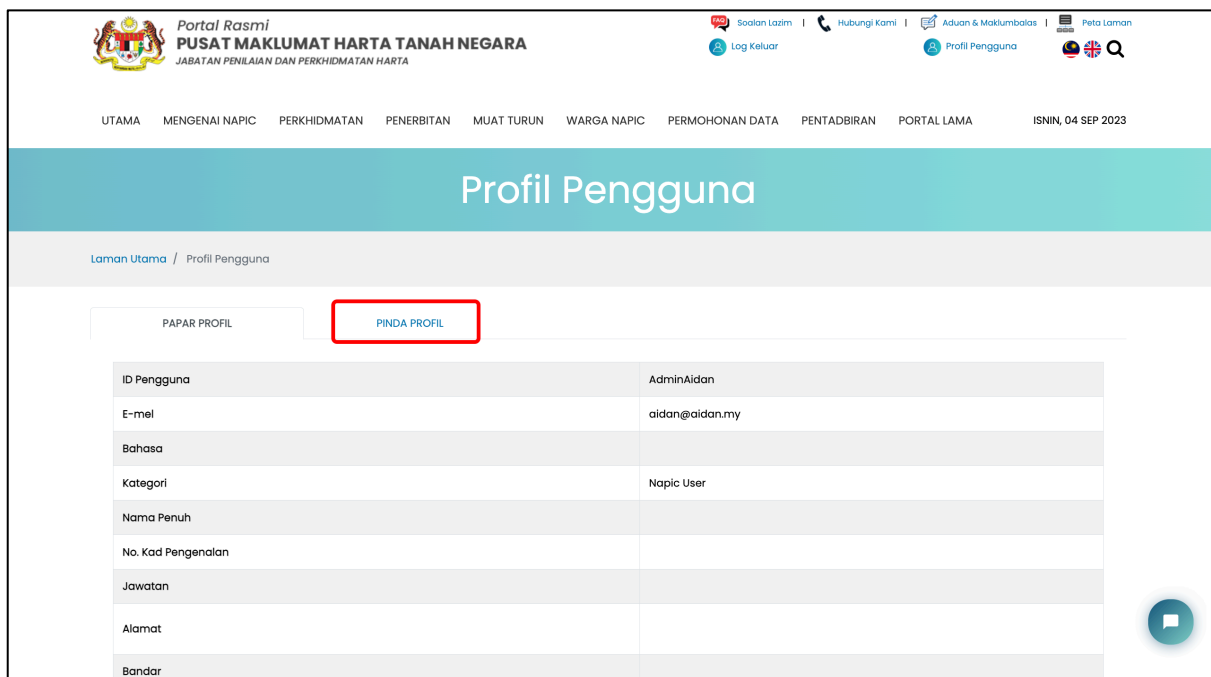 Portal Rasmi
PUSAT MAKLUMAT HARTA TANAH NEGARA
JABATAN PENILAIAN DAN PERKHIDMATAN HARTA
FAQ Soalan Lazim | Hubungi Kami | Aduan & Maklumbalas | Peta Laman
Log Keluar Profil Pengguna
UTAMA MENGENAI NAPIC PERKHIDMATAN PENERBITAN MUAT TURUN WARGA NAPIC PERMOHONAN DATA PENTADBIRAN PORTAL LAMA ISNIN, 04 SEP 2023
Profil Pengguna
Laman Utama / Profil Pengguna
PAPAR PROFIL PINDA PROFIL
ID Pengguna AdminAidan
E-mel aidan@aidan.my
Bahasa
Kategori Napic User
Nama Penuh
No. Kad Pengenalan
Jawatan
Alamat
Bandar